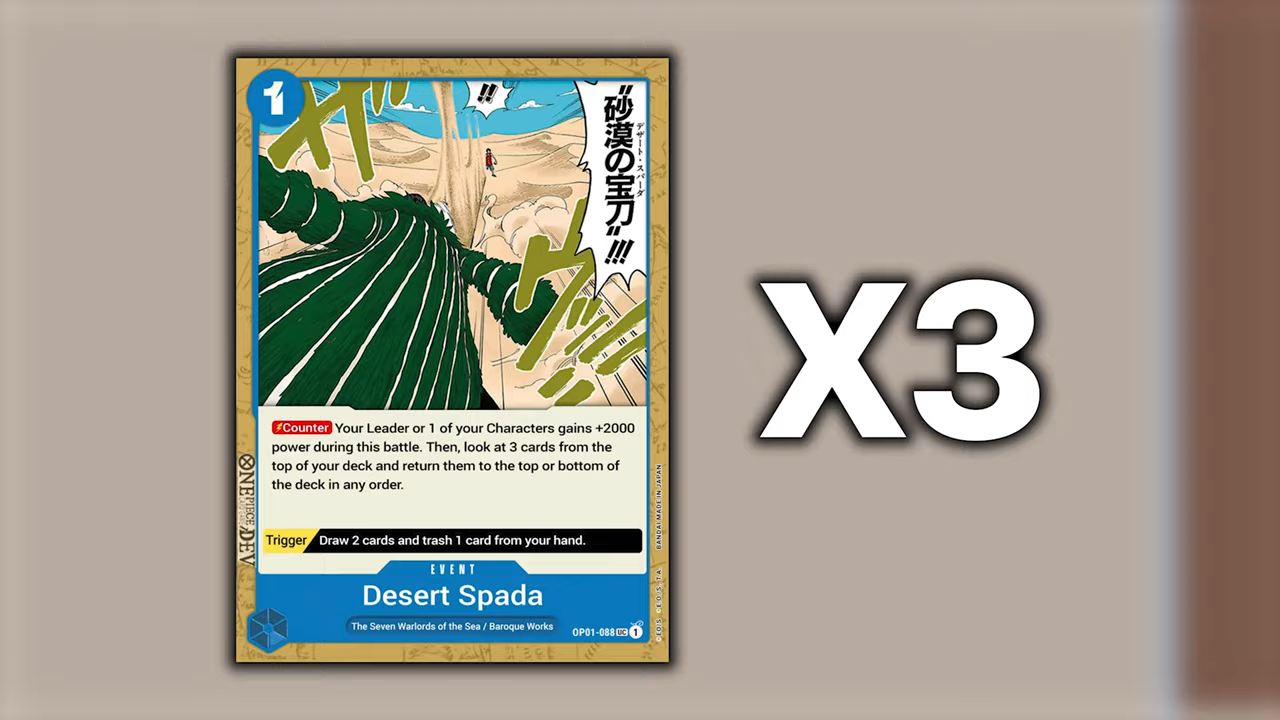 1
!!
"砂漠の宝刀"!!!
デザート・スパーダ
ドドド
⚡Counter Your Leader or 1 of your Characters gains +2000
power during this battle. Then, look at 3 cards from the
top of your deck and return them to the top or bottom of
the deck in any order.
Trigger Draw 2 cards and trash 1 card from your hand.
EVENT
Desert Spada
The Seven Warlords of the Sea / Baroque Works
OP01-088 UC 1
BANDAI MADE IN JAPAN
X3